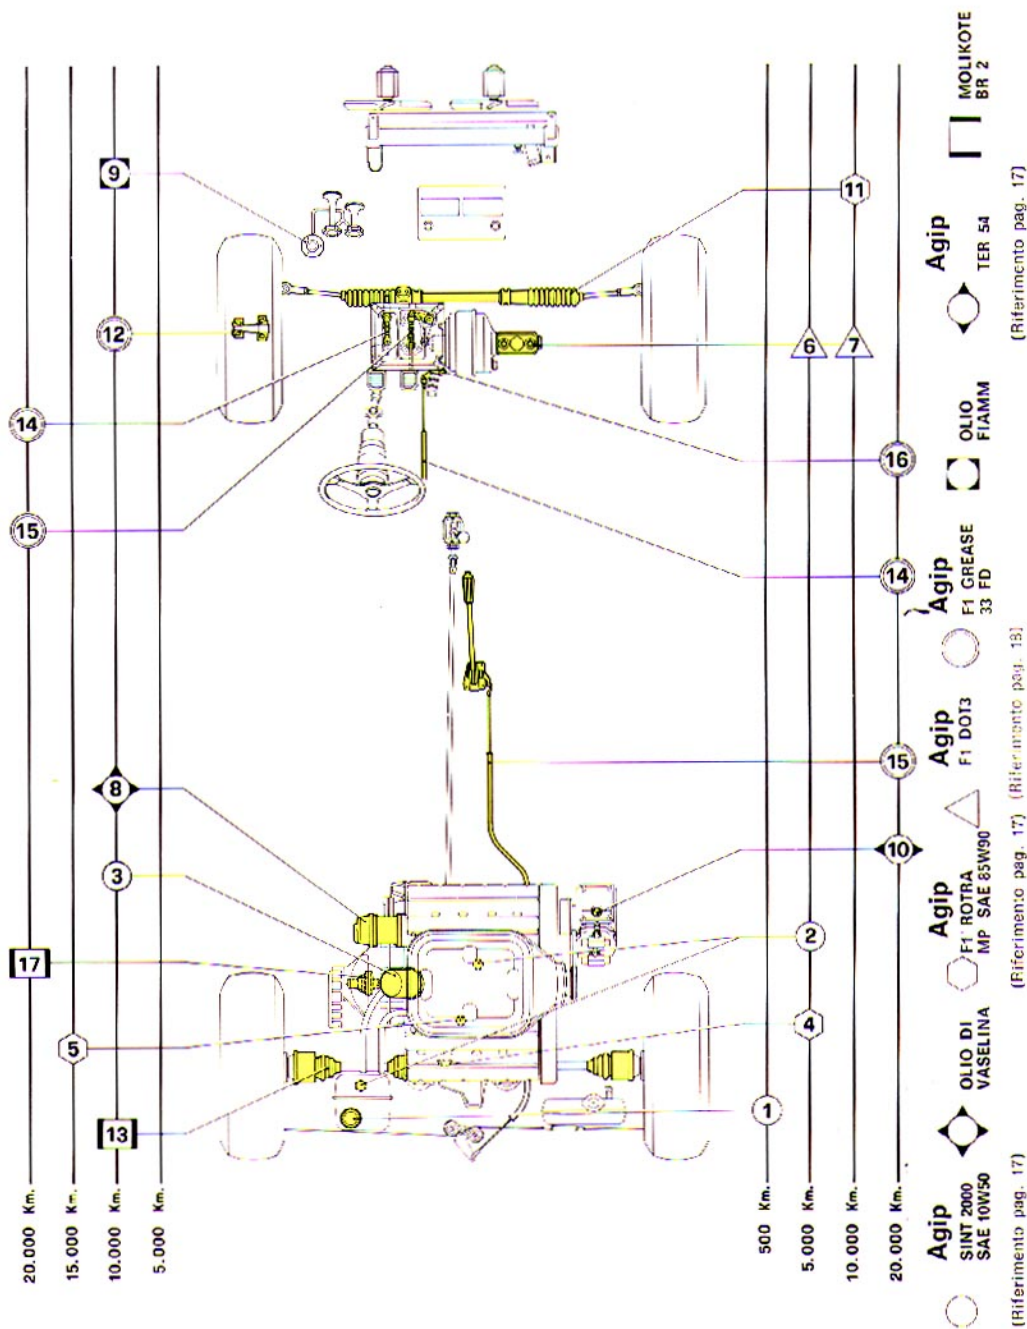 20.000 Km.
15.000 Km.
10.000 Km.
5.000 Km.
13
5
17
3
8
15
14
12
9
1
4
2
10
15
14
16
6
7
11
500 Km.
5.000 Km.
10.000 Km.
20.000 Km.
Agip
SINT 2000
SAE 10W50
(Riferimento pag. 17)
OLIO DI
VASELINA
Agip
F1 ROTRA
MP SAE 85W90
(Riferimento pag. 17)
Agip
F1 DOT3
(Riferimento pag. 18)
Agip
F1 GREASE
33 FD
OLIO
FIAMM
Agip
TER 54
(Riferimento pag. 17)
MOLIKOTE
BR 2